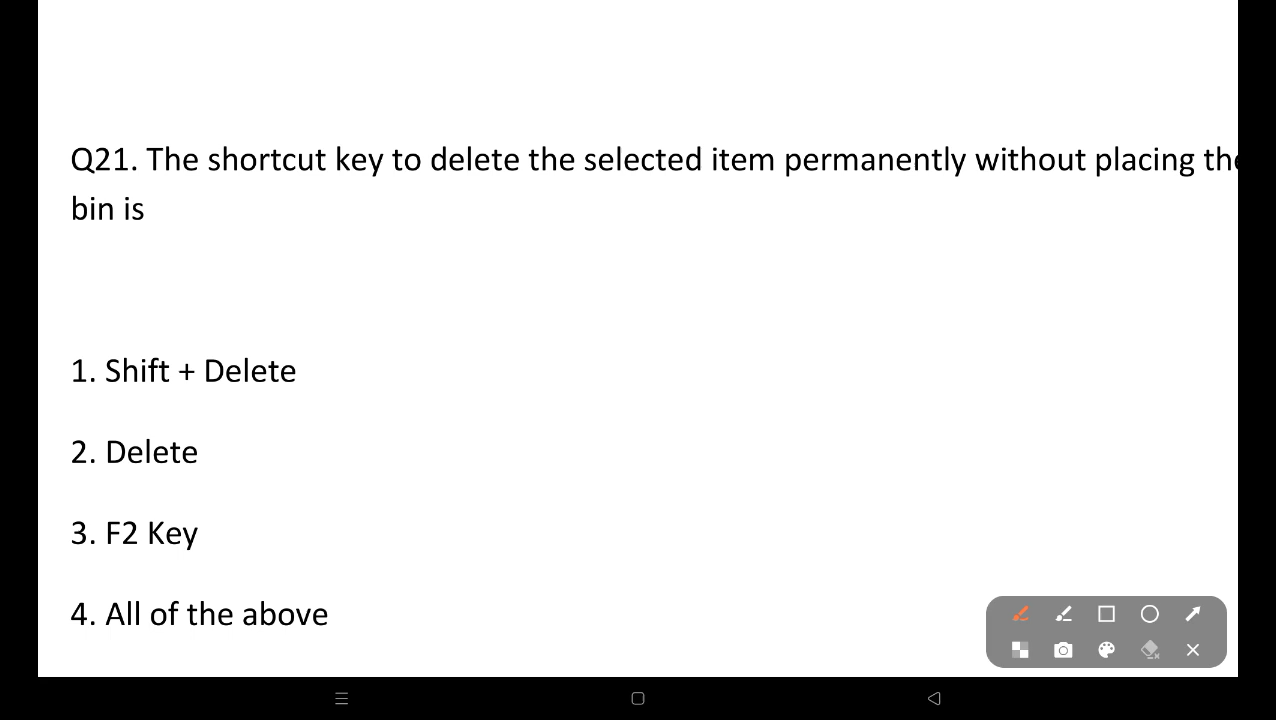 Q21. The shortcut key to delete the selected item permanently without placing the
bin is
1. Shift + Delete
2. Delete
3. F2 Key
4. All of the above